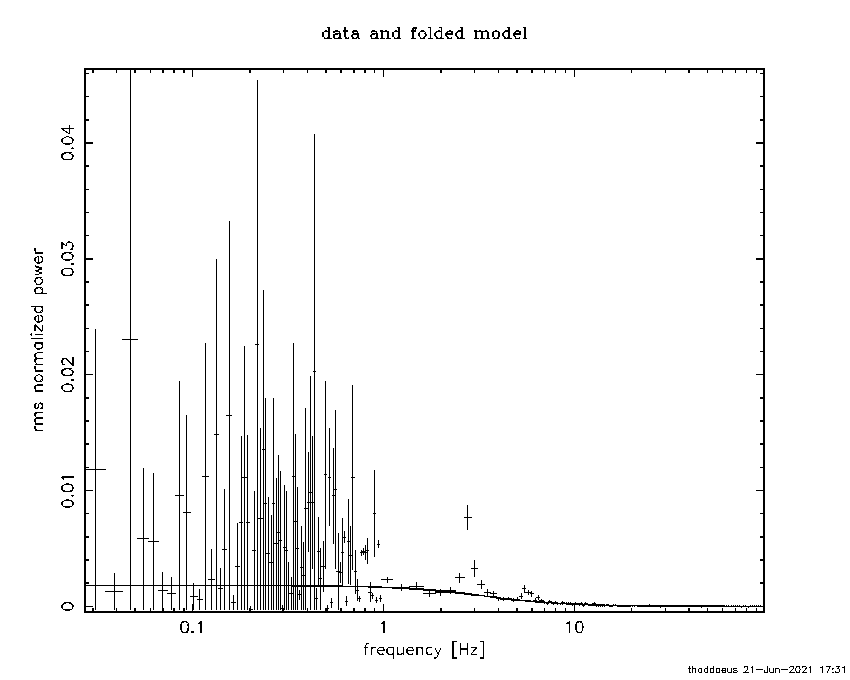 data and folded model
rms normalized power
0.04
0.03
0.02
0.01
0
0.1 1 10
frequency [Hz]
thaddaeus 21-Jun-2021 17:31